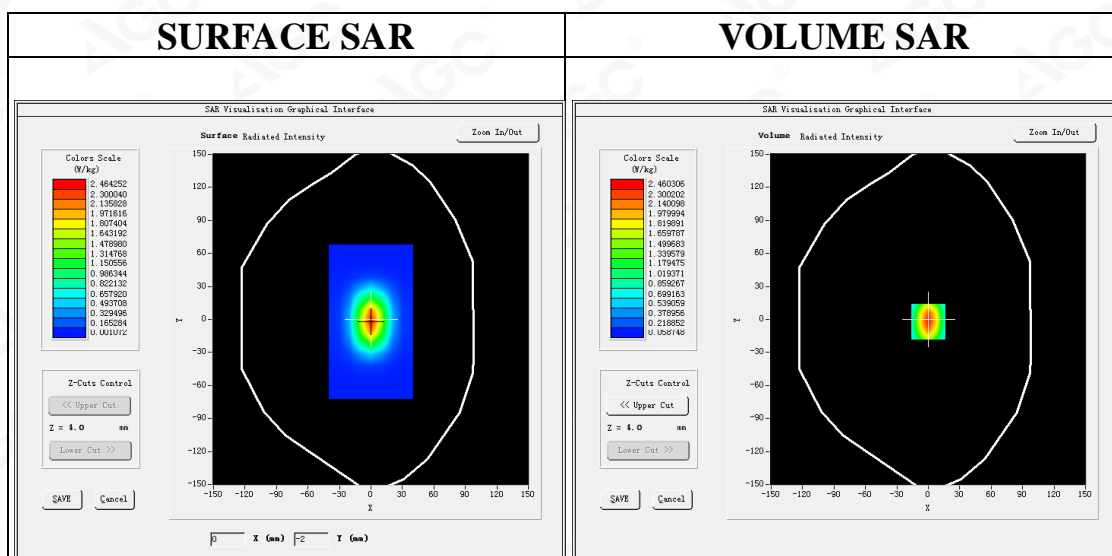 SURFACE SAR
VOLUME SAR
SAR Visualisation Graphical Interface
Surface Radiated Intensity
Zoom In/Out
Colors Scale
(W/kg)
2.464252
2.300040
2.135828
1.971616
1.807404
1.643192
1.478980
1.314768
1.150556
0.986344
0.822132
0.657920
0.493708
0.329496
0.165284
0.001072
150
120
90
60
30
0
-30
-60
-90
-120
-150
Y
-150 -120 -90 -60 -30 0 30 60 90 120 150
X
Z-Cuts Control
<< Upper Cut
Z = 4.0 mm
Lower Cut >>
SAVE Cancel
0 X (mm) -2 Y (mm)
SAR Visualisation Graphical Interface
Volume Radiated Intensity
Zoom In/Out
Colors Scale
(W/kg)
2.460306
2.300202
2.140098
1.979994
1.819891
1.659787
1.499683
1.339579
1.179475
1.019371
0.859267
0.699163
0.539059
0.378956
0.218852
0.058748
150
120
90
60
30
0
-30
-60
-90
-120
-150
Y
-150 -120 -90 -60 -30 0 30 60 90 120 150
X
Z-Cuts Control
<< Upper Cut
Z = 4.0 mm
Lower Cut >>
SAVE Cancel